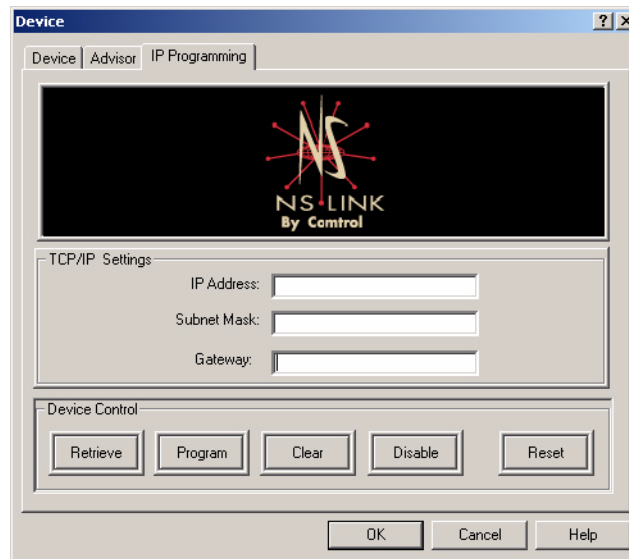 Device
Device Advisor IP Programming
NS
NS LINK
By Comtrol
TCP/IP Settings
IP Address:
Subnet Mask:
Gateway:
Device Control
Retrieve Program Clear Disable Reset
OK Cancel Help